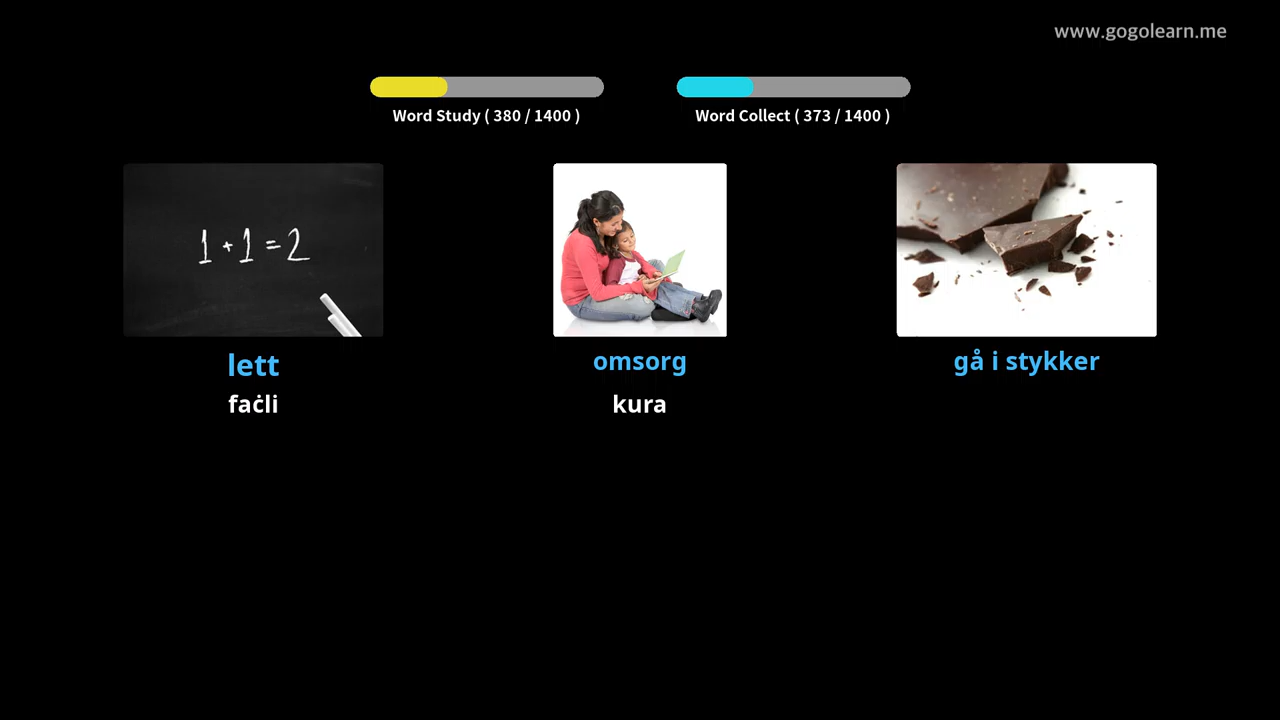 www.gogolearn.me
Word Study ( 380 / 1400 )
Word Collect ( 373 / 1400 )
1 + 1 = 2
lett
omsorg
gå i stykker
faċli
kura